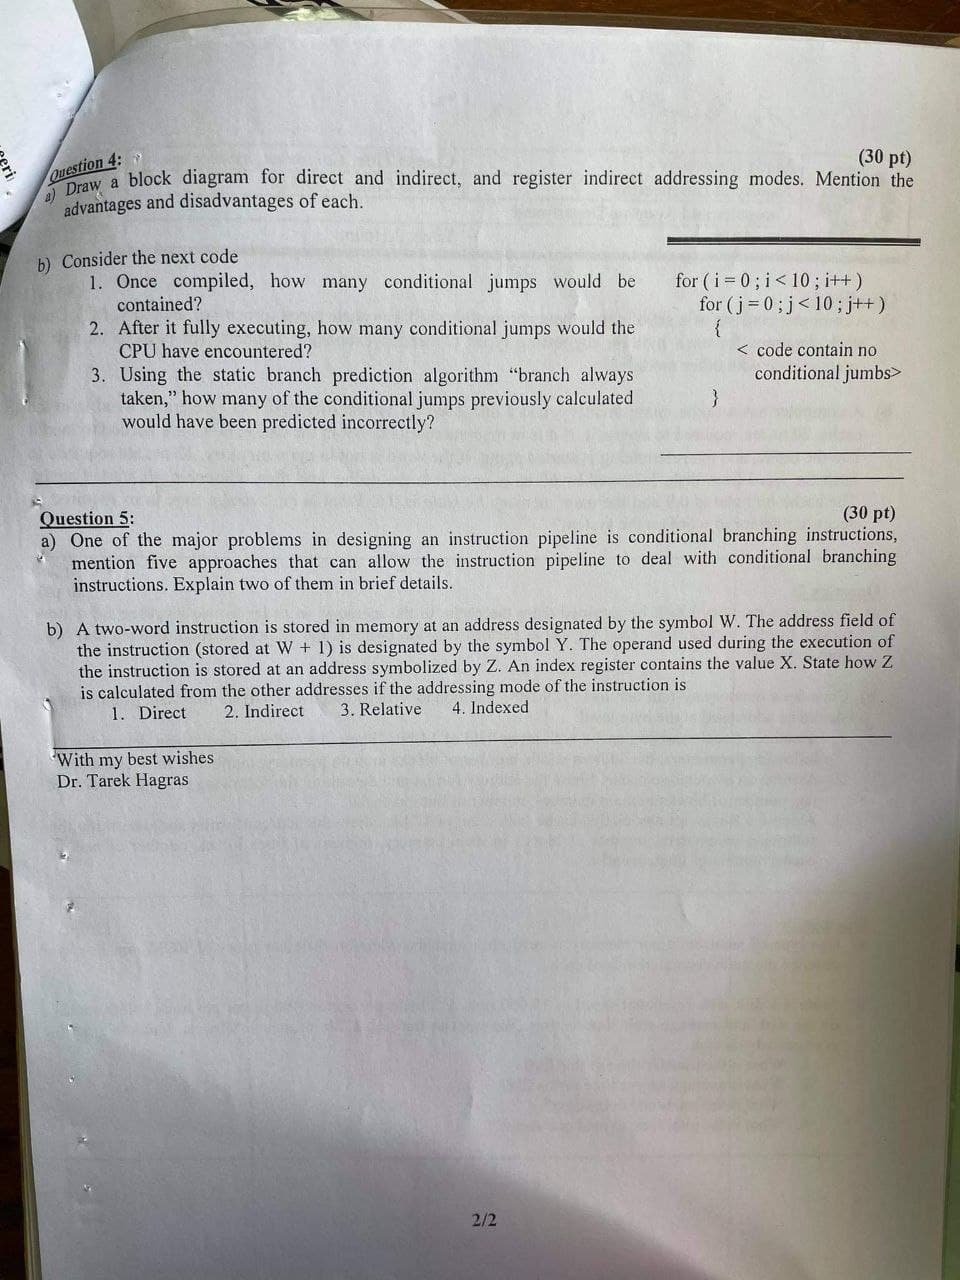 Question 4: (30 pt)
a) Draw a block diagram for direct and indirect, and register indirect addressing modes. Mention the
advantages and disadvantages of each.
b) Consider the next code
1. Once compiled, how many conditional jumps would be
contained?
2. After it fully executing, how many conditional jumps would the
CPU have encountered?
3. Using the static branch prediction algorithm “branch always
taken,” how many of the conditional jumps previously calculated
would have been predicted incorrectly?
for ( i = 0 ; i < 10 ; i++ )
for ( j = 0 ; j < 10 ; j++ )
{
< code contain no
conditional jumbs>
}
Question 5: (30 pt)
a) One of the major problems in designing an instruction pipeline is conditional branching instructions,
mention five approaches that can allow the instruction pipeline to deal with conditional branching
instructions. Explain two of them in brief details.
b) A two-word instruction is stored in memory at an address designated by the symbol W. The address field of
the instruction (stored at W + 1) is designated by the symbol Y. The operand used during the execution of
the instruction is stored at an address symbolized by Z. An index register contains the value X. State how Z
is calculated from the other addresses if the addressing mode of the instruction is
1. Direct 2. Indirect 3. Relative 4. Indexed
With my best wishes
Dr. Tarek Hagras
2/2